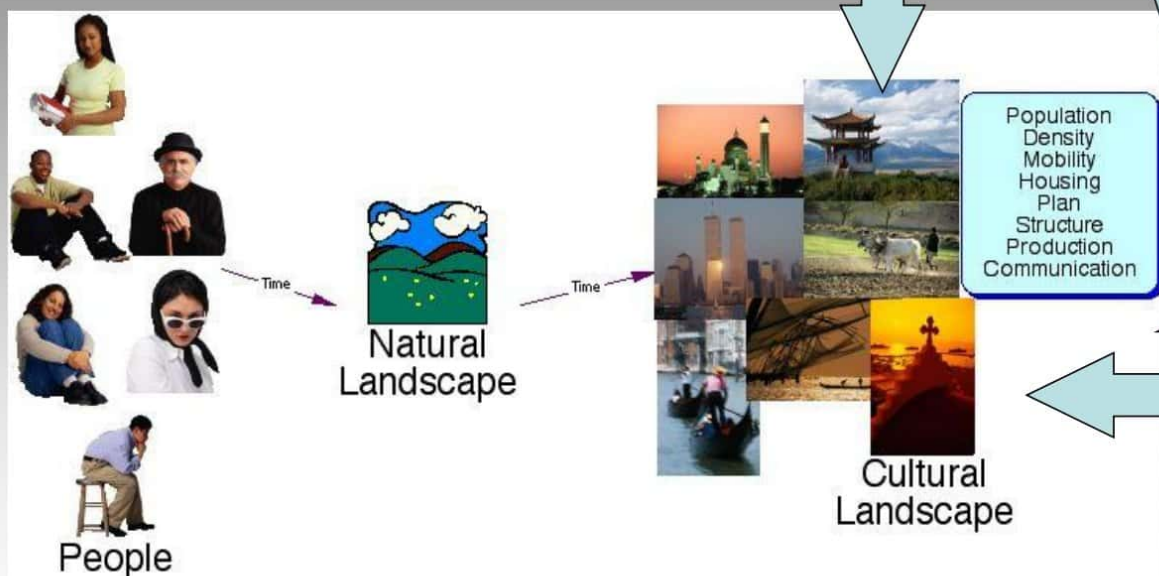 Time
Natural
Landscape
Time
Population
Density
Mobility
Housing
Plan
Structure
Production
Communication
Cultural
Landscape
People